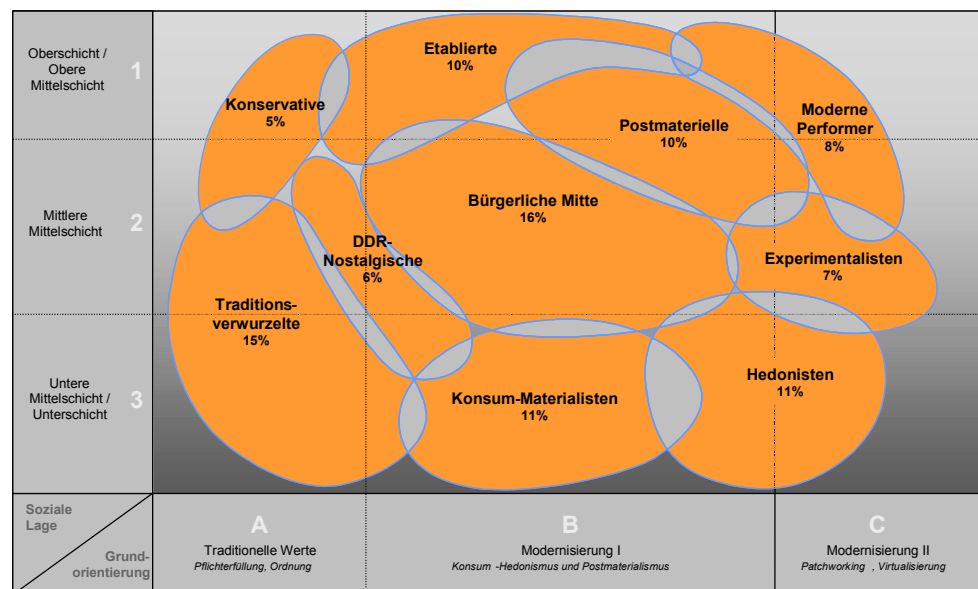 Oberschicht /
Obere
Mittelschicht
1
Etablierte
10%
Konservative
5%
Postmaterielle
10%
Moderne
Performer
8%
Mittlere
Mittelschicht
2
Bürgerliche Mitte
16%
DDR-
Nostalgische
6%
Experimentalisten
7%
Traditions-
verwurzelte
15%
Untere
Mittelschicht /
Unterschicht
3
Konsum-Materialisten
11%
Hedonisten
11%
Soziale
Lage
Grund-
orientierung
A
Traditionelle Werte
Pflichterfüllung, Ordnung
B
Modernisierung I
Konsum -Hedonismus und Postmaterialismus
C
Modernisierung II
Patchworking , Virtualisierung